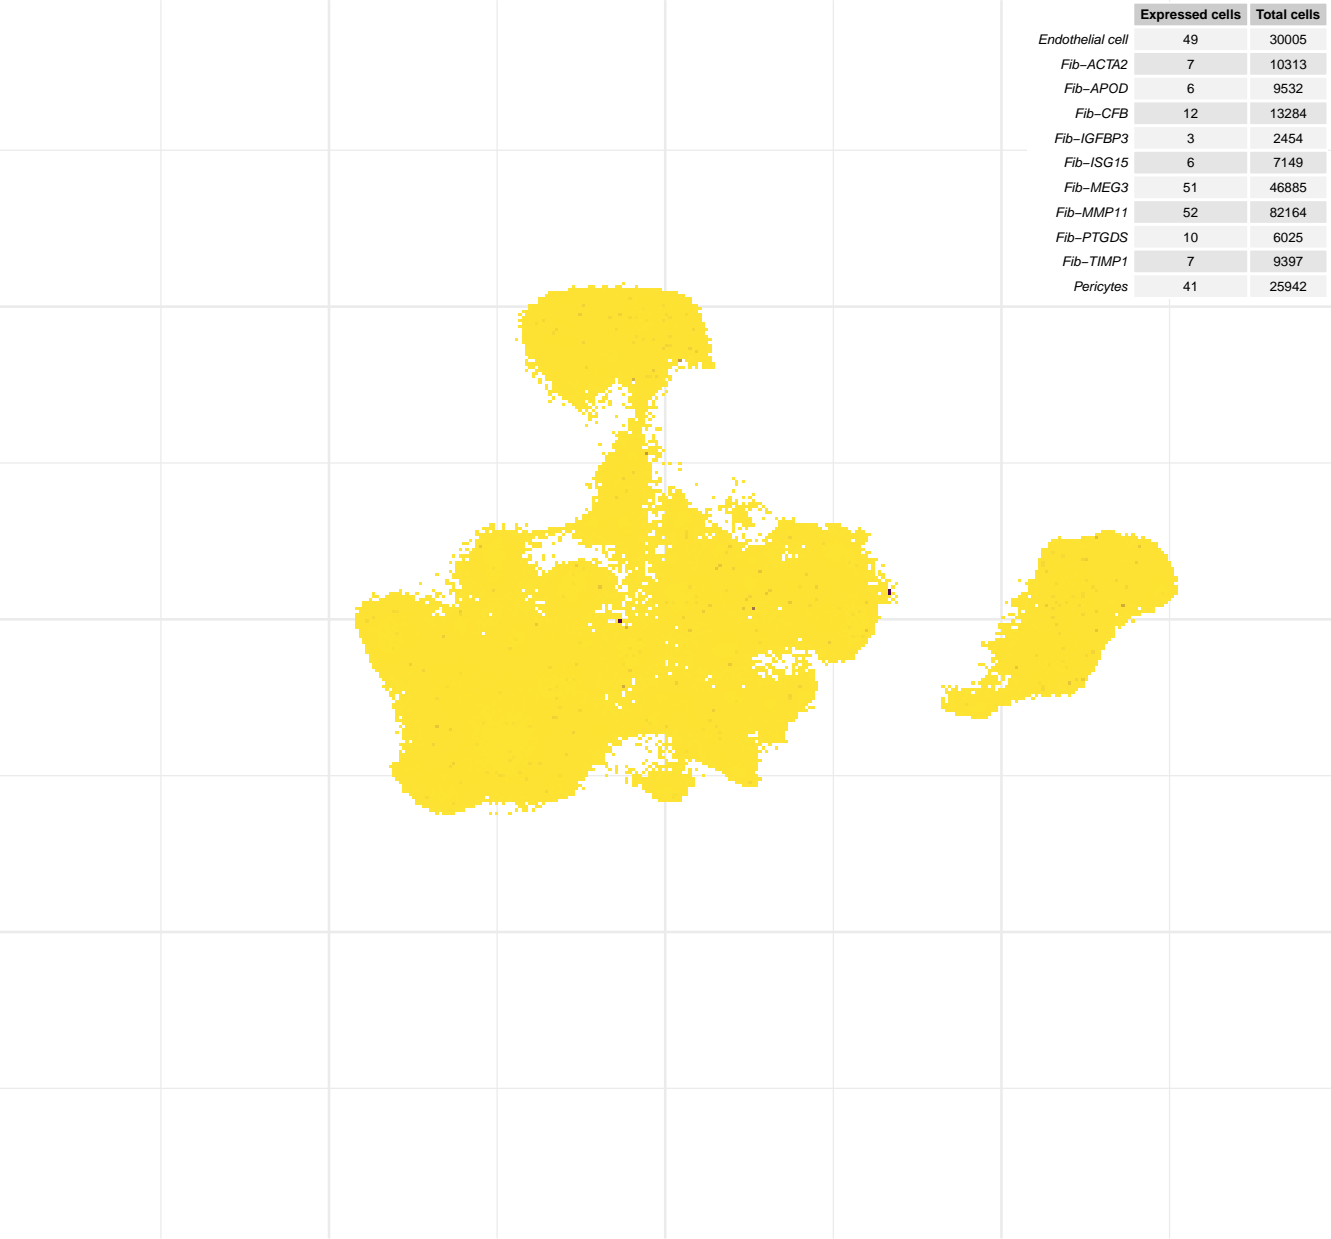 Expressed cells Total cells
Endothelial cell 49 30005
Fib−ACTA2 7 10313
Fib−APOD 6 9532
Fib−CFB 12 13284
Fib−IGFBP3 3 2454
Fib−ISG15 6 7149
Fib−MEG3 51 46885
Fib−MMP11 52 82164
Fib−PTGDS 10 6025
Fib−TIMP1 7 9397
Pericytes 41 25942